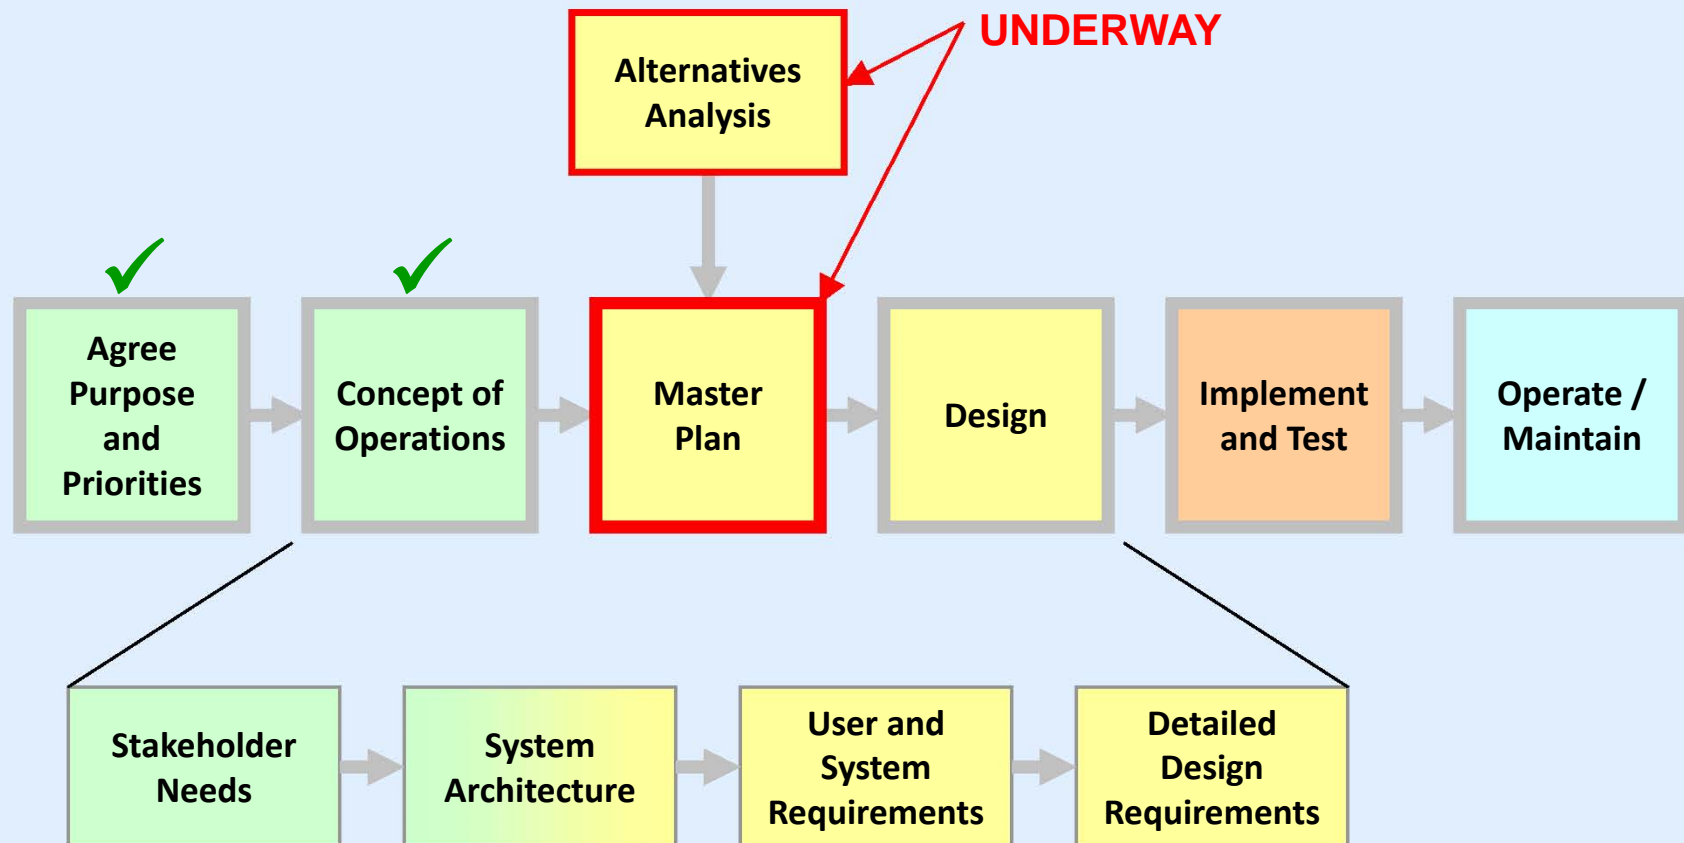 UNDERWAY
Alternatives
Analysis
Agree
Purpose
and
Priorities
Concept of
Operations
Master
Plan
Design
Implement
and Test
Operate /
Maintain
Stakeholder
Needs
System
Architecture
User and
System
Requirements
Detailed
Design
Requirements